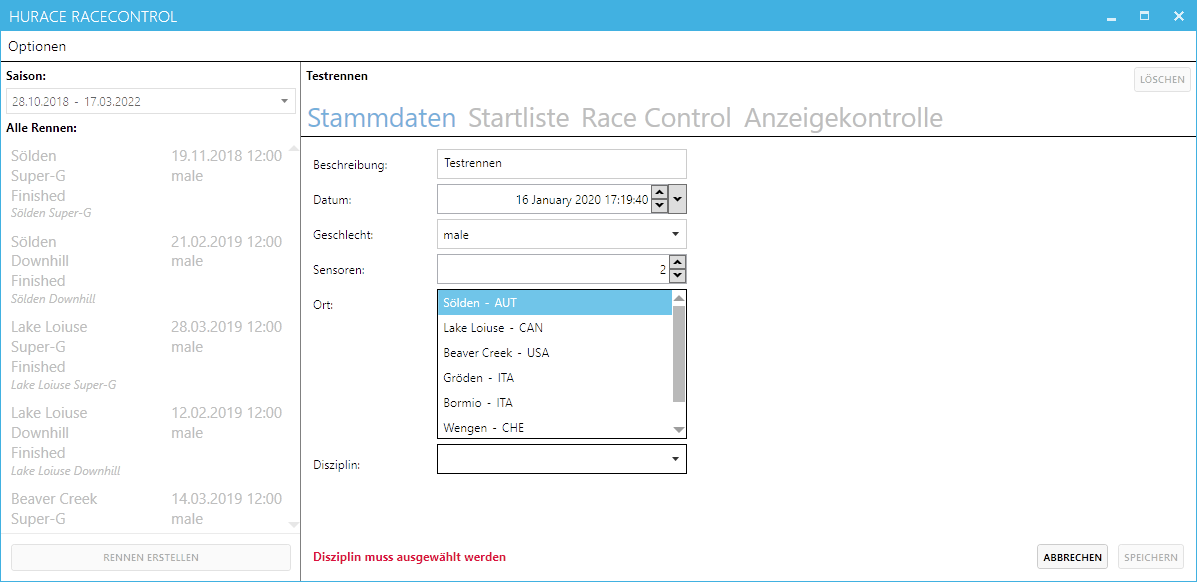 HURACE RACECONTROL
Optionen
Saison:
28.10.2018 - 17.03.2022
Alle Rennen:
Sölden 19.11.2018 12:00
Super-G male
Finished
Sölden Super-G
Sölden 21.02.2019 12:00
Downhill male
Finished
Sölden Downhill
Lake Loiuse 28.03.2019 12:00
Super-G male
Finished
Lake Loiuse Super-G
Lake Loiuse 12.02.2019 12:00
Downhill male
Finished
Lake Loiuse Downhill
Beaver Creek 14.03.2019 12:00
Super-G male
RENNEN ERSTELLEN
Testrennen
LÖSCHEN
Stammdaten Startliste Race Control Anzeigekontrolle
Beschreibung: Testrennen
Datum: 16 January 2020 17:19:40
Geschlecht: male
Sensoren: 2
Ort: Sölden - AUT
Lake Loiuse - CAN
Beaver Creek - USA
Gröden - ITA
Bormio - ITA
Wengen - CHE
Disziplin:
Disziplin muss ausgewählt werden
ABBRECHEN SPEICHERN